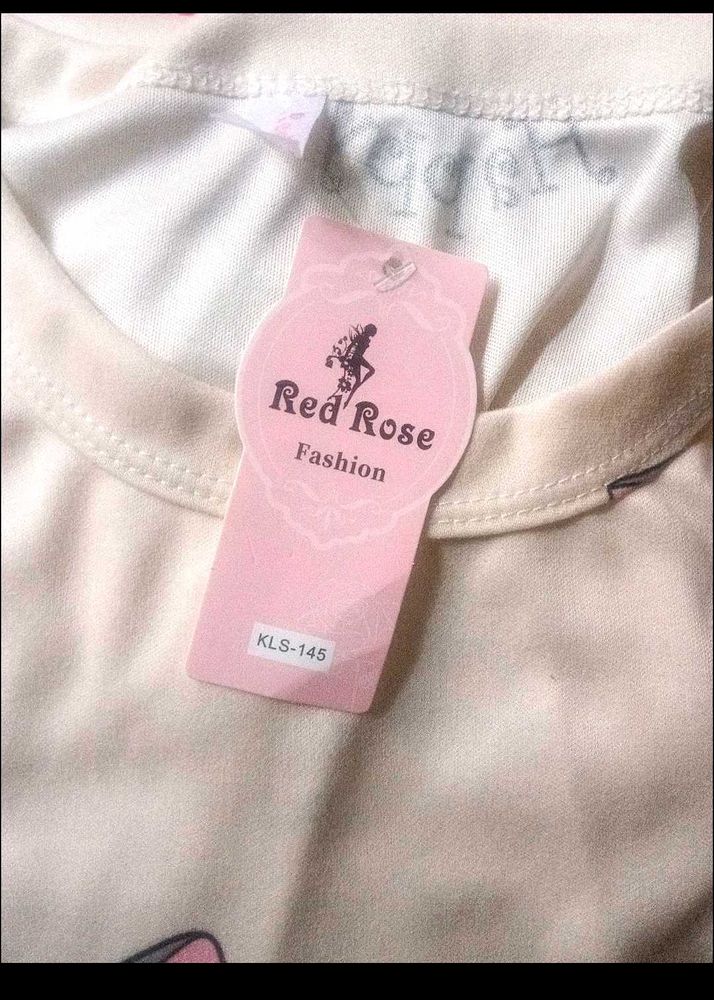 Red Rose
Fashion
KLS-145